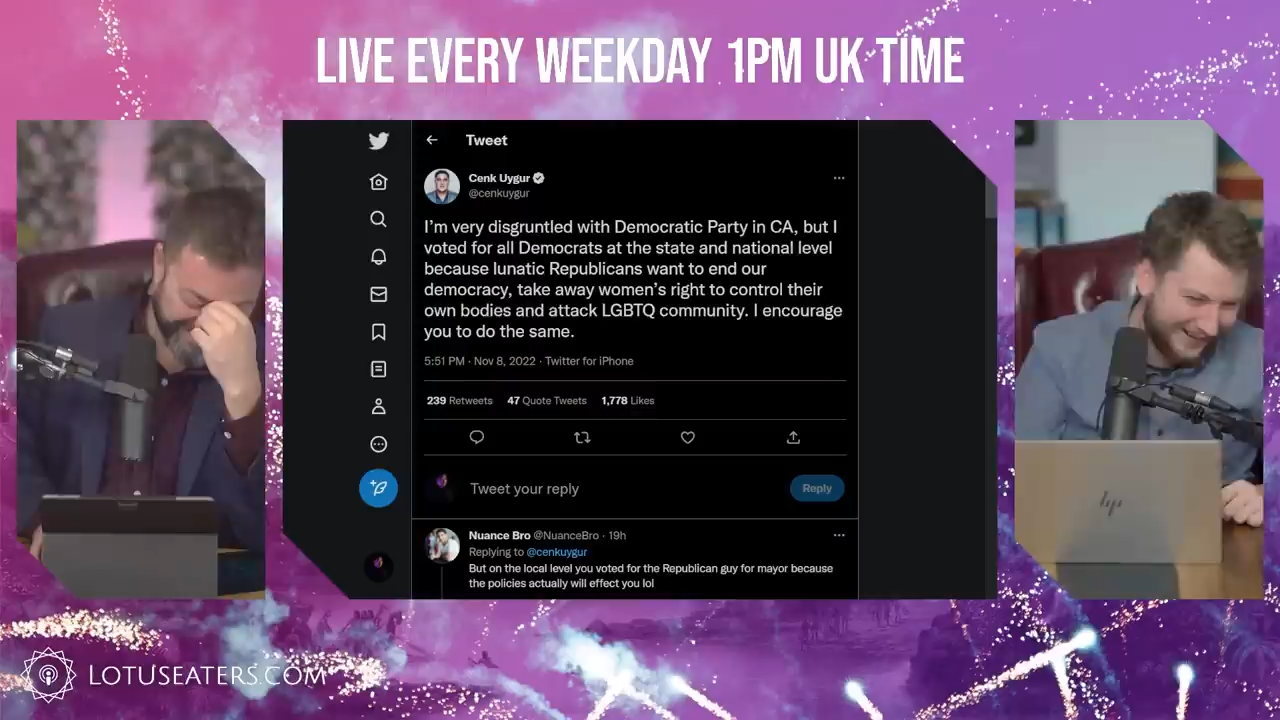 LIVE EVERY WEEKDAY 1PM UK TIME
Tweet
Cenk Uygur
@cenkuygur
I'm very disgruntled with Democratic Party in CA, but I
voted for all Democrats at the state and national level
because lunatic Republicans want to end our
democracy, take away women's right to control their
own bodies and attack LGBTQ community. I encourage
you to do the same.
5:51 PM · Nov 8, 2022 · Twitter for iPhone
239 Retweets 47 Quote Tweets 1,778 Likes
Tweet your reply
Reply
Nuance Bro @NuanceBro · 19h
Replying to @cenkuygur
But on the local level you voted for the Republican guy for mayor because
the policies actually will effect you lol
hp
LOTUSEATERS.COM